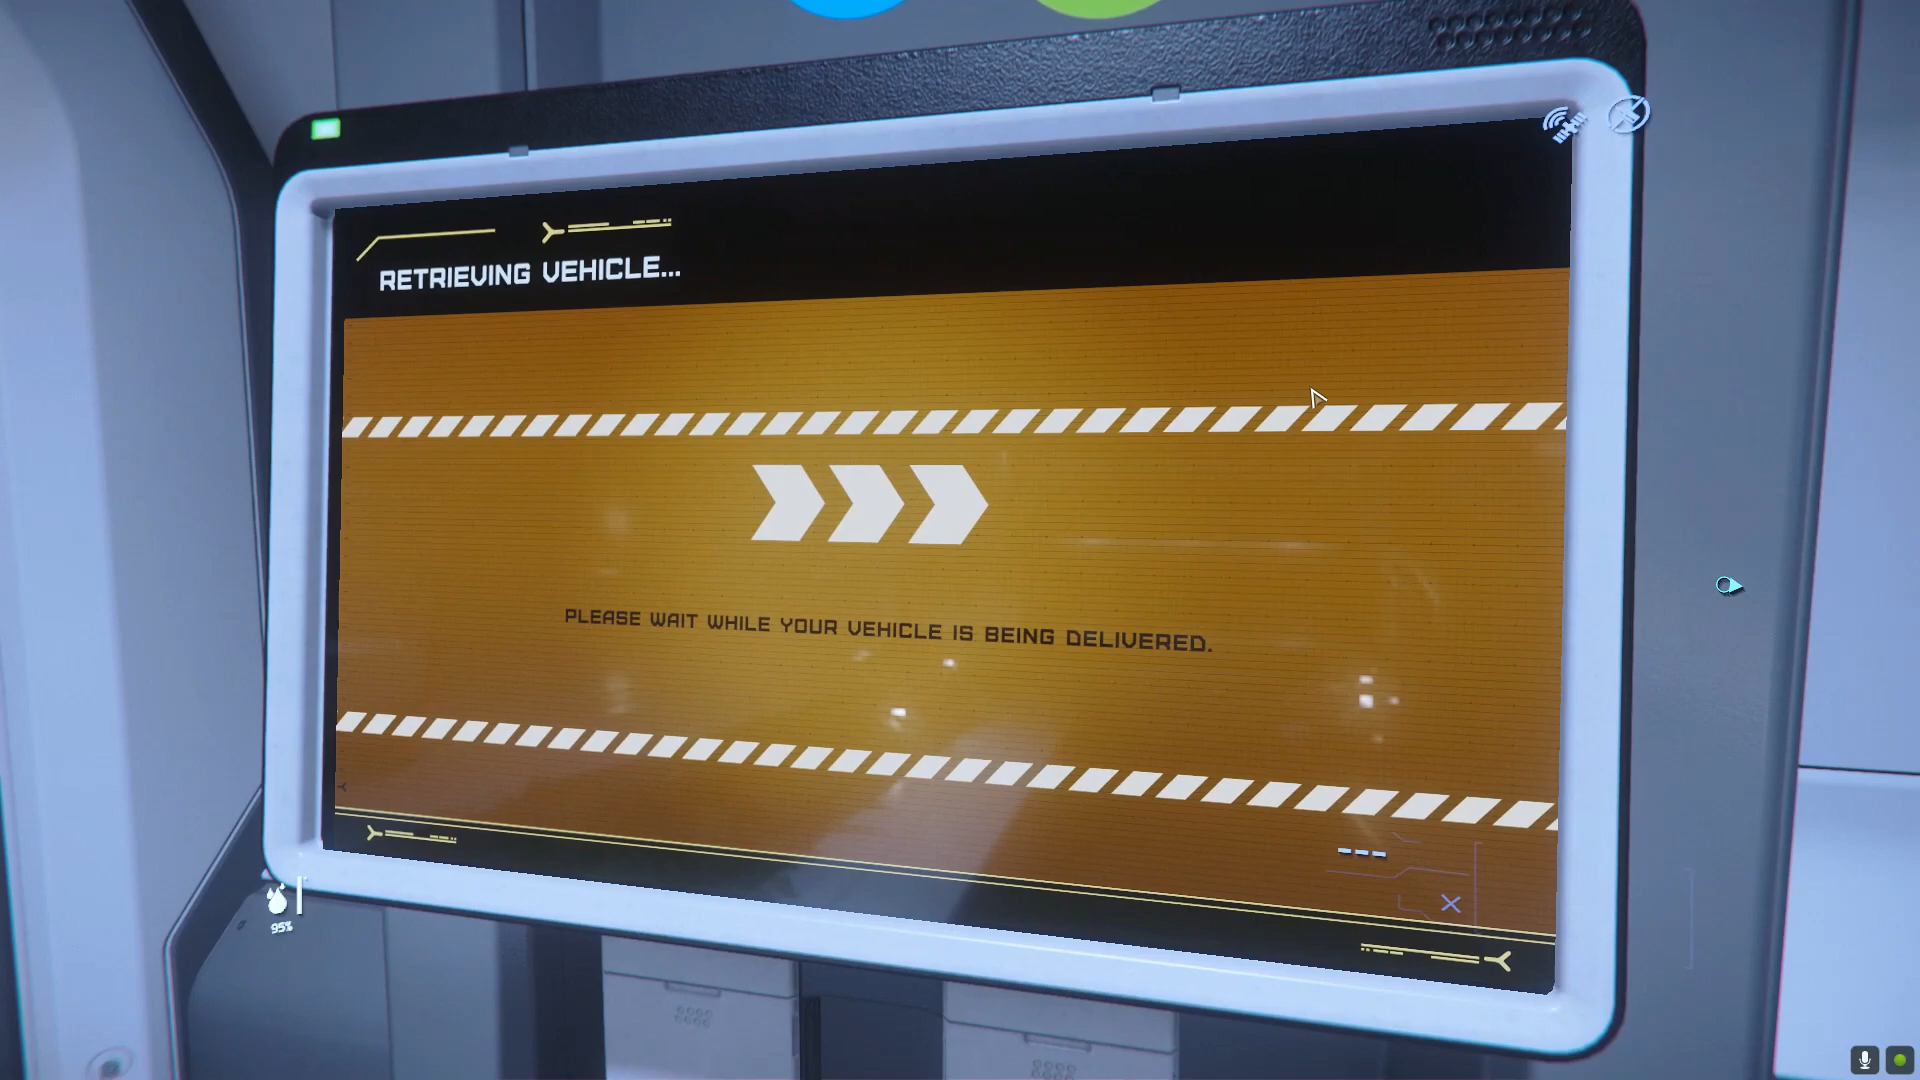 RETRIEVING VEHICLE...
PLEASE WAIT WHILE YOUR VEHICLE IS BEING DELIVERED.
95%